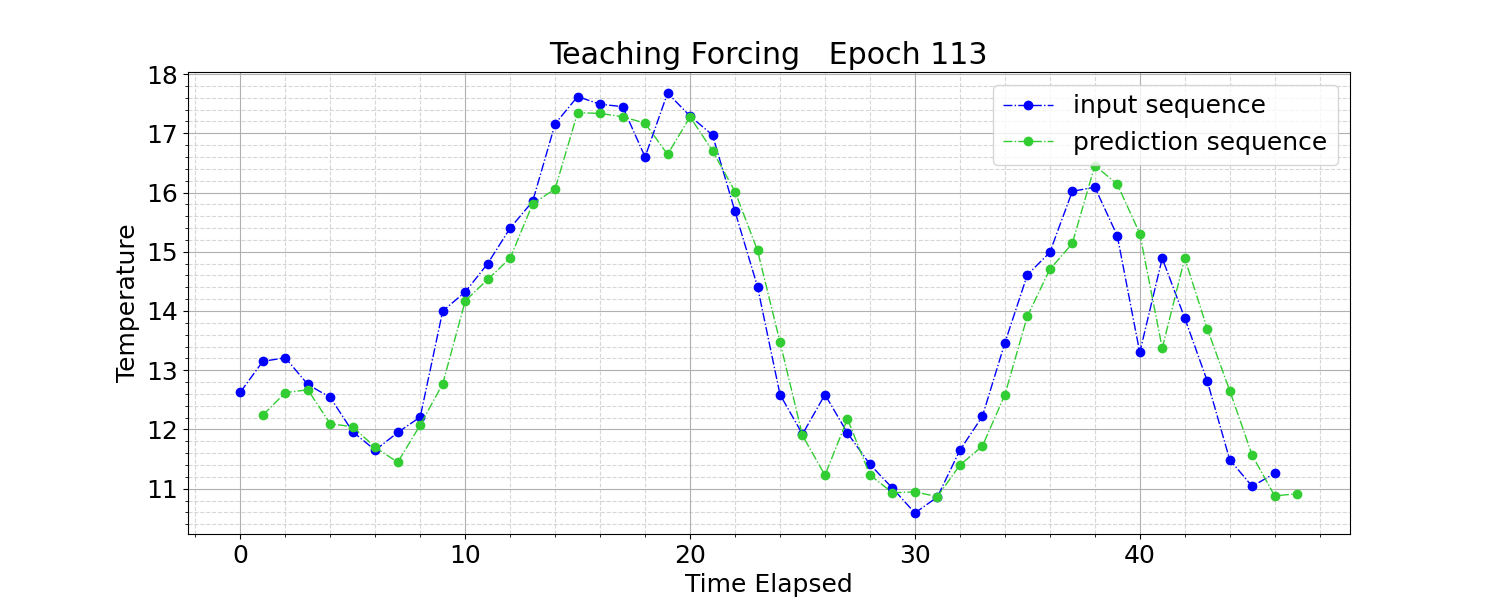 Teaching Forcing   Epoch 113
input sequence
prediction sequence
Temperature
18
17
16
15
14
13
12
11
0 10 20 30 40
Time Elapsed